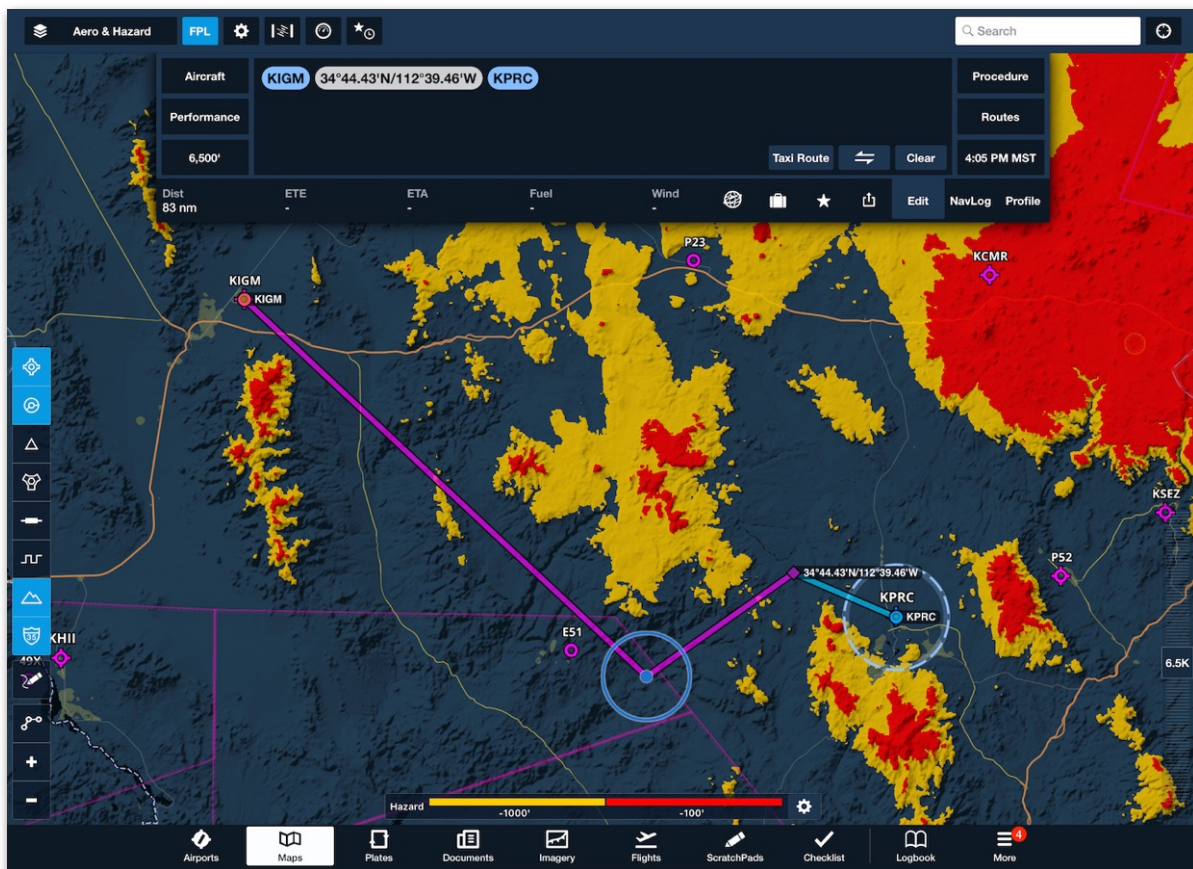 Aero & Hazard
FPL
Search
Aircraft
KIGM 34°44.43'N/112°39.46'W KPRC
Procedure
Performance
Routes
6,500'
Taxi Route
Clear
4:05 PM MST
Dist
83 nm
ETE
-
ETA
-
Fuel
-
Wind
-
Edit
NavLog
Profile
P23
KCMR
KIGM
KIGM
KSEZ
P52
34°44.43'N/112°39.46'W
KPRC
KPRC
E51
35
KHII
6.5K
Hazard
-1000'
-100'
Airports
Maps
Plates
Documents
Imagery
Flights
ScratchPads
Checklist
Logbook
4
More